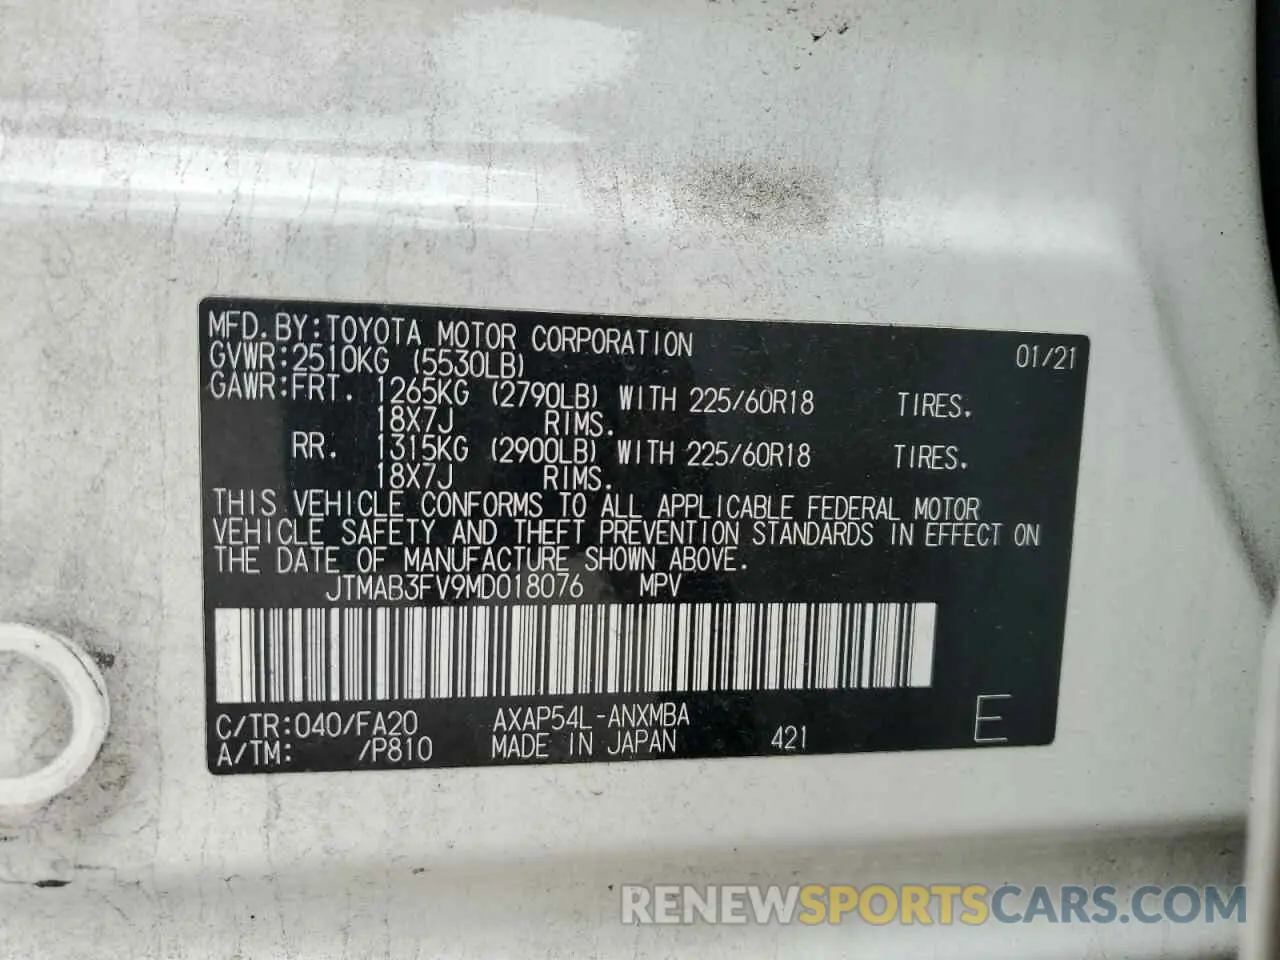 MFD.BY:TOYOTA MOTOR CORPORATION 01/21
GVWR:2510KG (5530LB)
GAWR:FRT. 1265KG (2790LB) WITH 225/60R18 TIRES.
18X7J RIMS.
RR. 1315KG (2900LB) WITH 225/60R18 TIRES.
18X7J RIMS.
THIS VEHICLE CONFORMS TO ALL APPLICABLE FEDERAL MOTOR
VEHICLE SAFETY AND THEFT PREVENTION STANDARDS IN EFFECT ON
THE DATE OF MANUFACTURE SHOWN ABOVE.
JTMAB3FV9MD018076 MPV
C/TR:040/FA20 AXAP54L-ANXMBA E
A/TM: /P810 MADE IN JAPAN 421
RENEWSPORTSCARS.COM